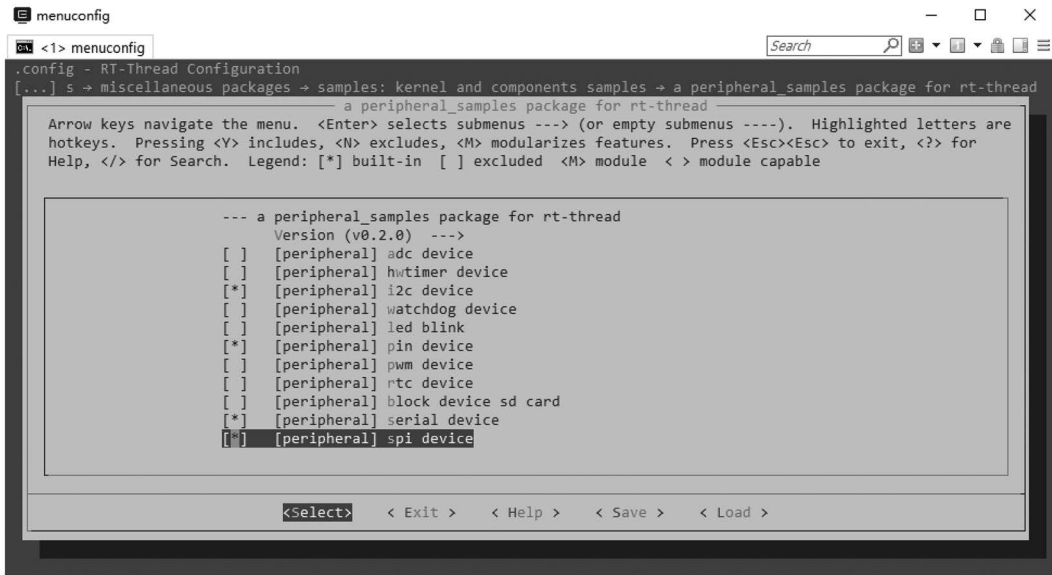 menuconfig
<1> menuconfig
Search
.config - RT-Thread Configuration
[...] s → miscellaneous packages → samples: kernel and components samples → a peripheral_samples package for rt-thread
a peripheral_samples package for rt-thread
Arrow keys navigate the menu. <Enter> selects submenus ---> (or empty submenus ----). Highlighted letters are
hotkeys. Pressing <Y> includes, <N> excludes, <M> modularizes features. Press <Esc><Esc> to exit, <?> for
Help, </> for Search. Legend: [*] built-in [ ] excluded <M> module < > module capable
--- a peripheral_samples package for rt-thread
Version (v0.2.0) --->
[ ] [peripheral] adc device
[ ] [peripheral] hwtimer device
[*] [peripheral] i2c device
[ ] [peripheral] watchdog device
[ ] [peripheral] led blink
[*] [peripheral] pin device
[ ] [peripheral] pwm device
[ ] [peripheral] rtc device
[ ] [peripheral] block device sd card
[*] [peripheral] serial device
[*] [peripheral] spi device
<Select> < Exit > < Help > < Save > < Load >